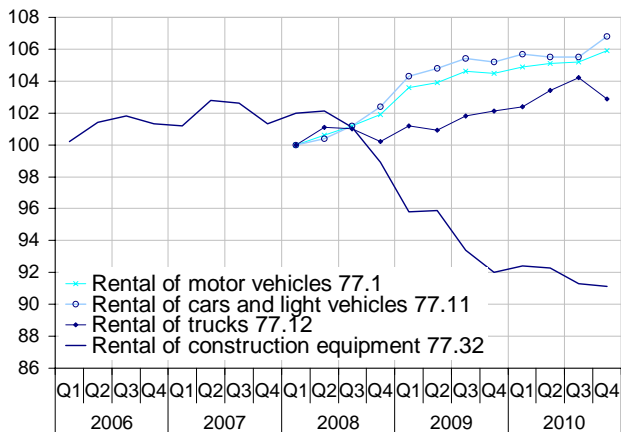 108
106
104
102
100
98
96
94
92
90
88
86
Rental of motor vehicles 77.1
Rental of cars and light vehicles 77.11
Rental of trucks 77.12
Rental of construction equipment 77.32
Q1 Q2 Q3 Q4 Q1 Q2 Q3 Q4 Q1 Q2 Q3 Q4 Q1 Q2 Q3 Q4 Q1 Q2 Q3 Q4
2006 2007 2008 2009 2010